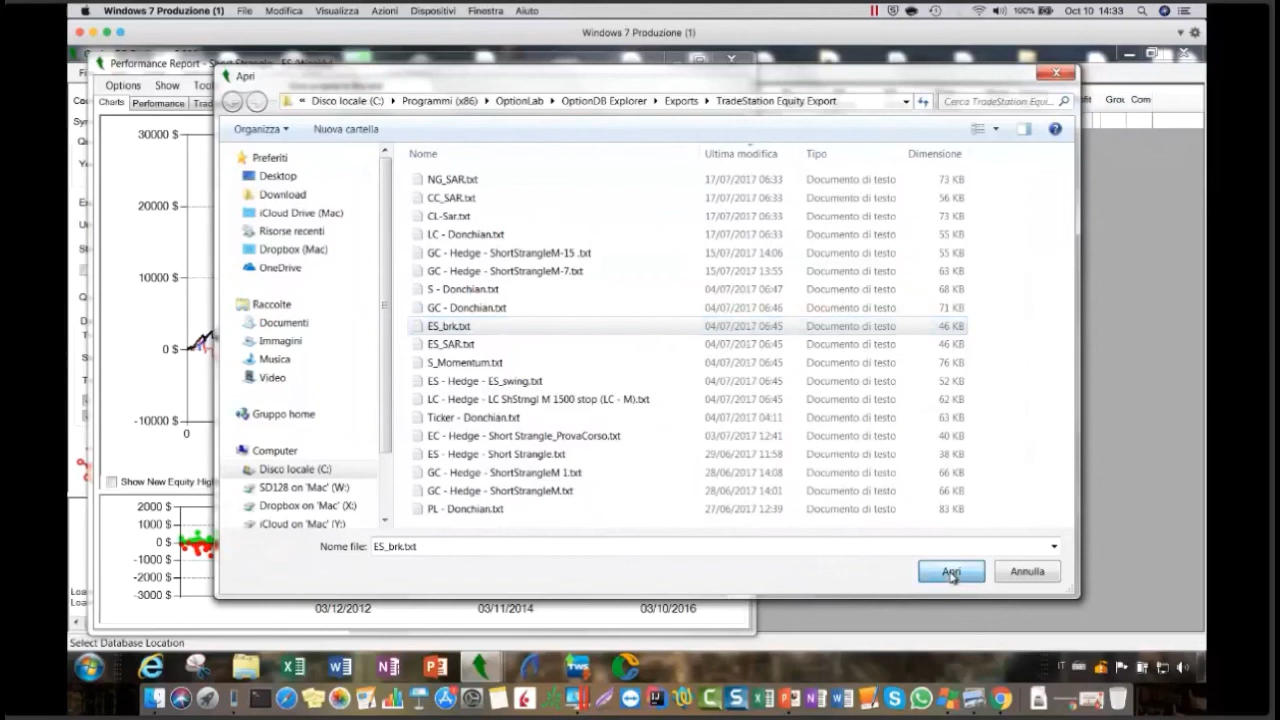 Windows 7 Produzione (1) File Modifica Visualizza Azioni Dispositivi Finestra Aiuto 100% Oct 10 14:33
Windows 7 Produzione (1)
Performance Report - Short Strangle
Apri
Options Show
« Disco locale (C:) Programmi (x86) OptionLab OptionDB Explorer Exports TradeStation Equity Export Cerca TradeStation Equi...
Charts Performance
Organizza Nuova cartella
Nome Ultima modifica Tipo Dimensione
Preferiti
Desktop
Download
iCloud Drive (Mac)
Risorse recenti
Dropbox (Mac)
OneDrive
Raccolte
Documenti
Immagini
Musica
Video
Gruppo home
Computer
Disco locale (C:)
SD128 on 'Mac' (W:)
Dropbox on 'Mac' (X:)
iCloud on 'Mac' (Y:)
NG_SAR.txt 17/07/2017 06:33 Documento di testo 73 KB
CC_SAR.txt 17/07/2017 06:33 Documento di testo 56 KB
CL-Sar.txt 17/07/2017 06:33 Documento di testo 73 KB
LC - Donchian.txt 17/07/2017 06:33 Documento di testo 55 KB
GC - Hedge - ShortStrangleM-15 .txt 15/07/2017 14:06 Documento di testo 55 KB
GC - Hedge - ShortStrangleM-7.txt 15/07/2017 13:55 Documento di testo 63 KB
S - Donchian.txt 04/07/2017 06:47 Documento di testo 68 KB
GC - Donchian.txt 04/07/2017 06:46 Documento di testo 71 KB
ES_brk.txt 04/07/2017 06:45 Documento di testo 46 KB
ES_SAR.txt 04/07/2017 06:45 Documento di testo 46 KB
S_Momentum.txt 04/07/2017 06:45 Documento di testo 76 KB
ES - Hedge - ES_swing.txt 04/07/2017 06:45 Documento di testo 52 KB
LC - Hedge - LC ShStrngl M 1500 stop (LC - M).txt 04/07/2017 06:45 Documento di testo 62 KB
Ticker - Donchian.txt 04/07/2017 04:11 Documento di testo 63 KB
EC - Hedge - Short Strangle_ProvaCorso.txt 03/07/2017 12:41 Documento di testo 40 KB
ES - Hedge - Short Strangle.txt 29/06/2017 11:58 Documento di testo 38 KB
GC - Hedge - ShortStrangleM 1.txt 28/06/2017 14:08 Documento di testo 66 KB
GC - Hedge - ShortStrangleM.txt 28/06/2017 14:01 Documento di testo 66 KB
PL - Donchian.txt 27/06/2017 12:39 Documento di testo 83 KB
Nome file: ES_brk.txt
Apri Annulla
30000 $
20000 $
10000 $
0 $
-10000 $
0
Show New Equity Hig
2000 $
1000 $
0 $
-1000 $
-2000 $
-3000 $
03/12/2012 03/11/2014 03/10/2016
Select Database Location
IT